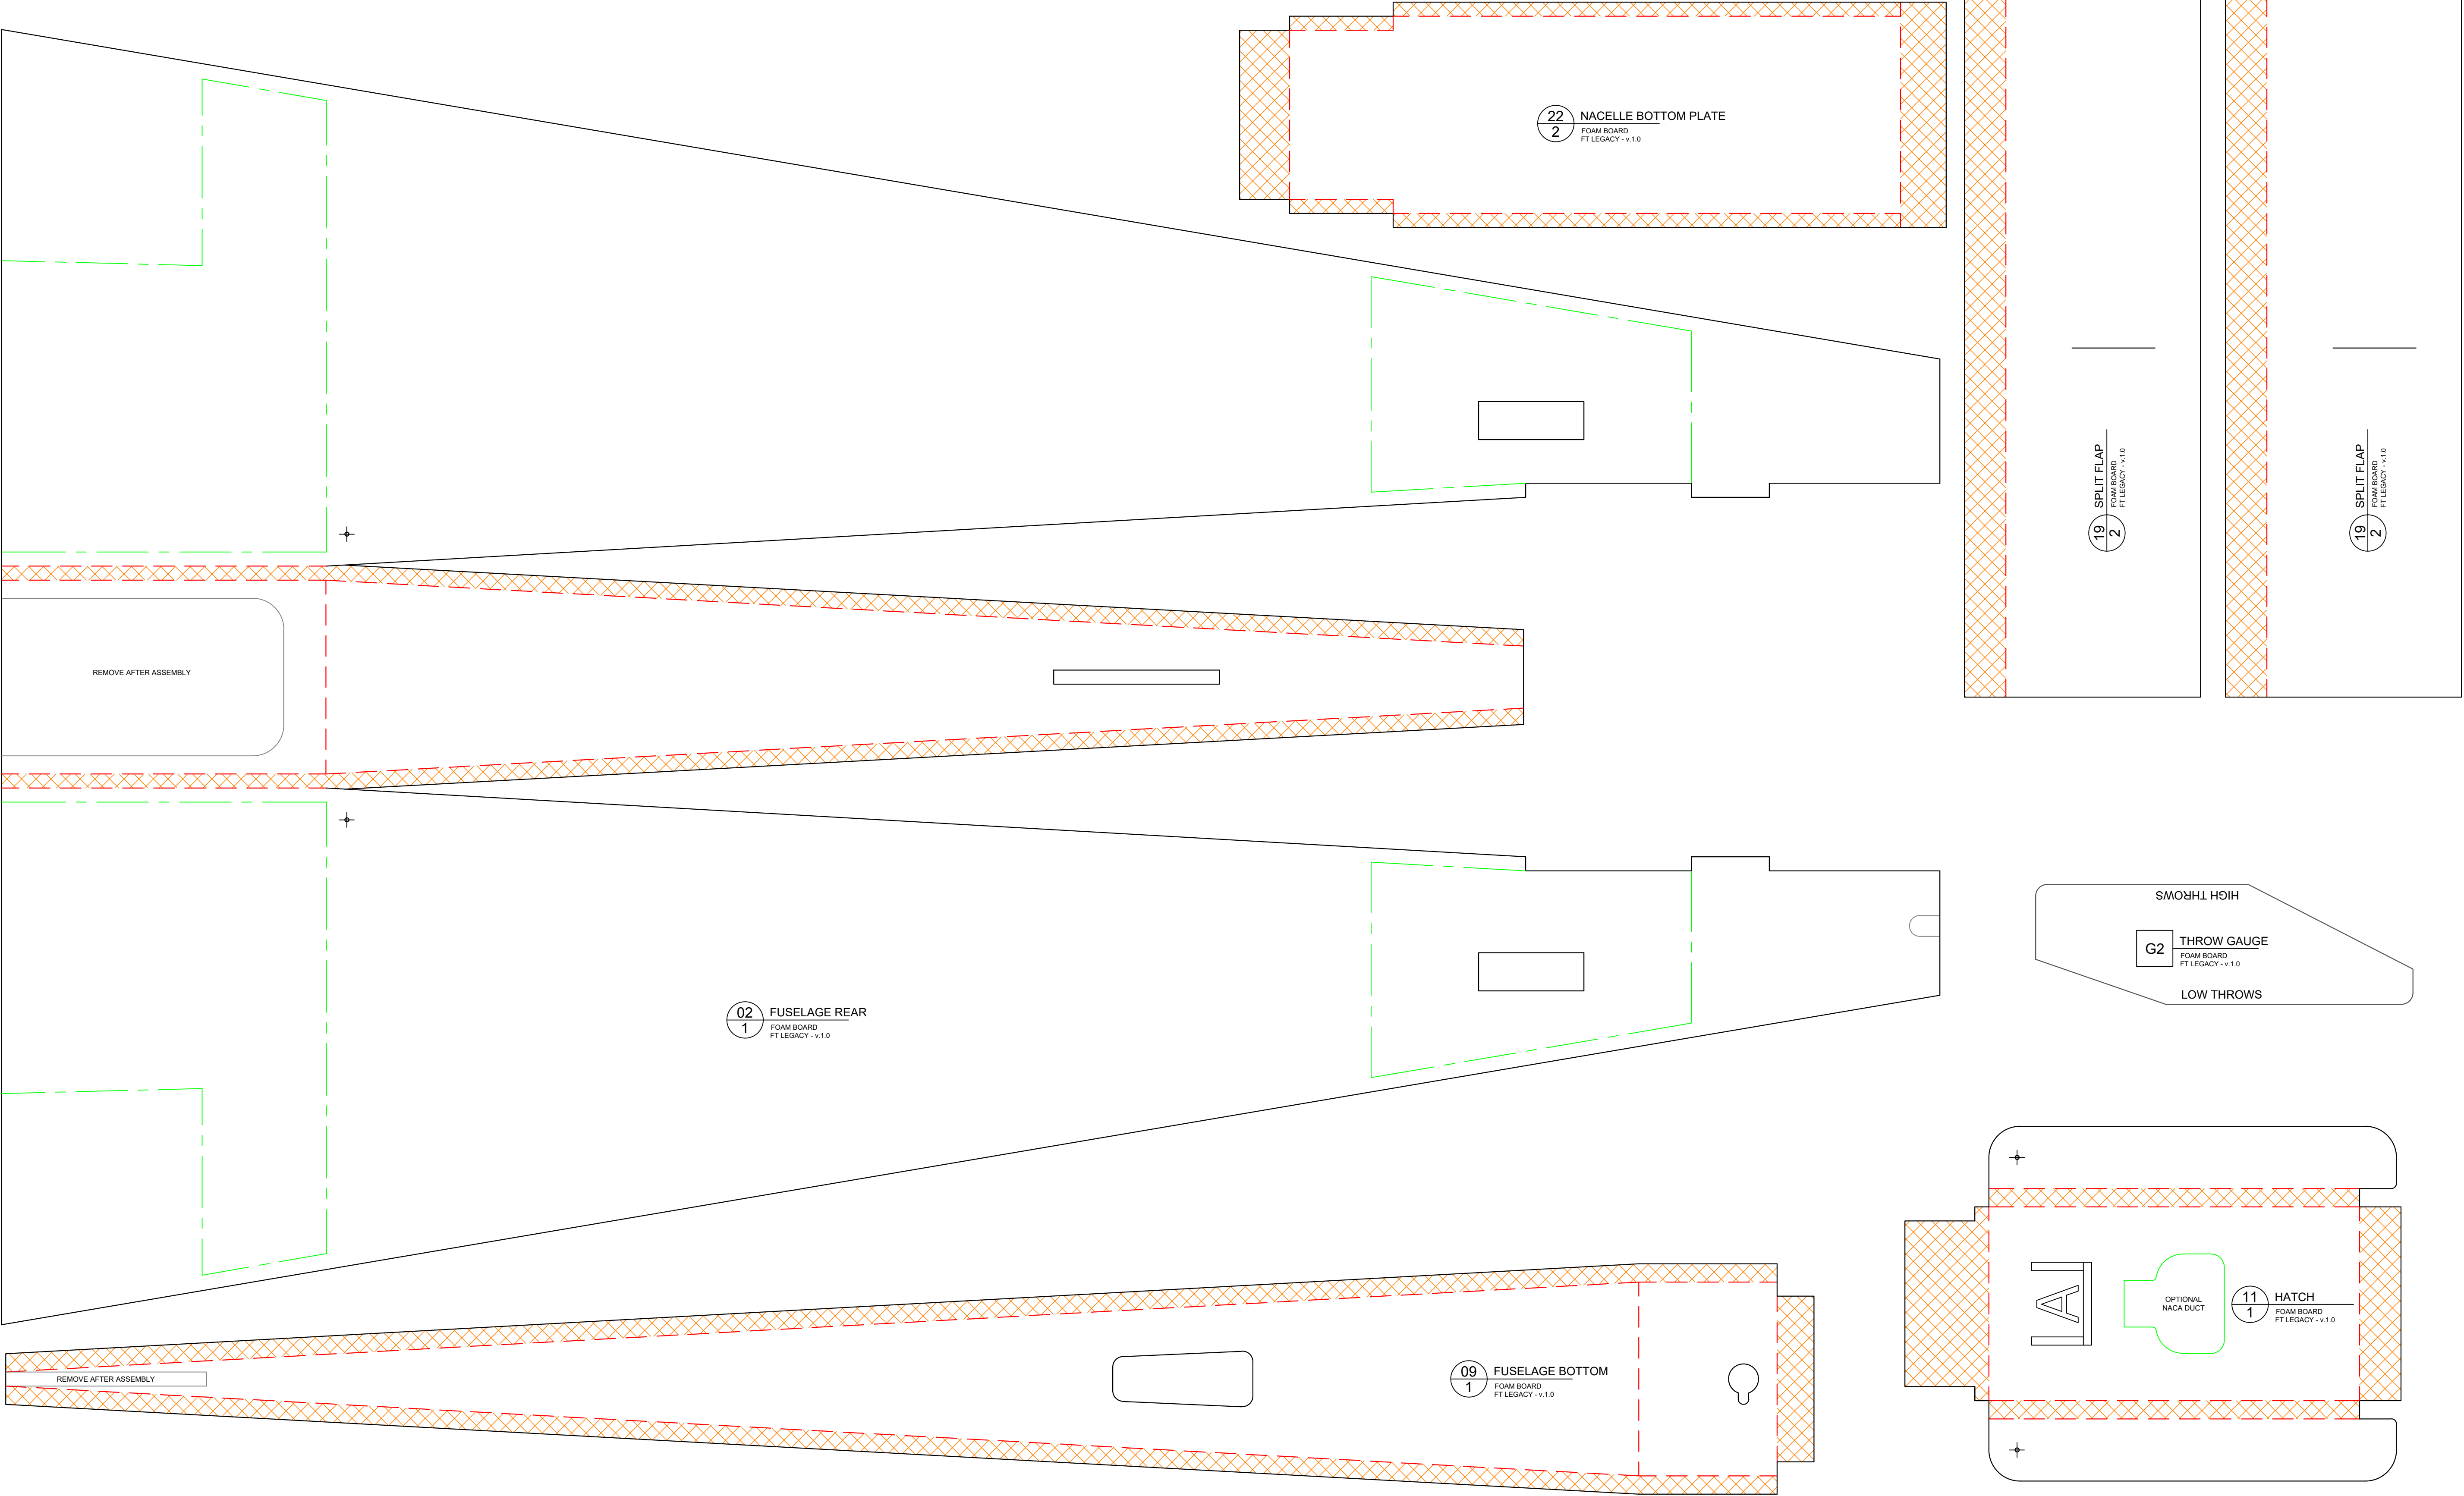 22
2
NACELLE BOTTOM PLATE
FOAM BOARD
FT LEGACY - v.1.0
19
2
SPLIT FLAP
FOAM BOARD
FT LEGACY - v.1.0
19
2
SPLIT FLAP
FOAM BOARD
FT LEGACY - v.1.0
REMOVE AFTER ASSEMBLY
HIGH THROWS
G2
THROW GAUGE
FOAM BOARD
FT LEGACY - v.1.0
LOW THROWS
02
1
FUSELAGE REAR
FOAM BOARD
FT LEGACY - v.1.0
A
OPTIONAL
NACA DUCT
11
1
HATCH
FOAM BOARD
FT LEGACY - v.1.0
REMOVE AFTER ASSEMBLY
09
1
FUSELAGE BOTTOM
FOAM BOARD
FT LEGACY - v.1.0